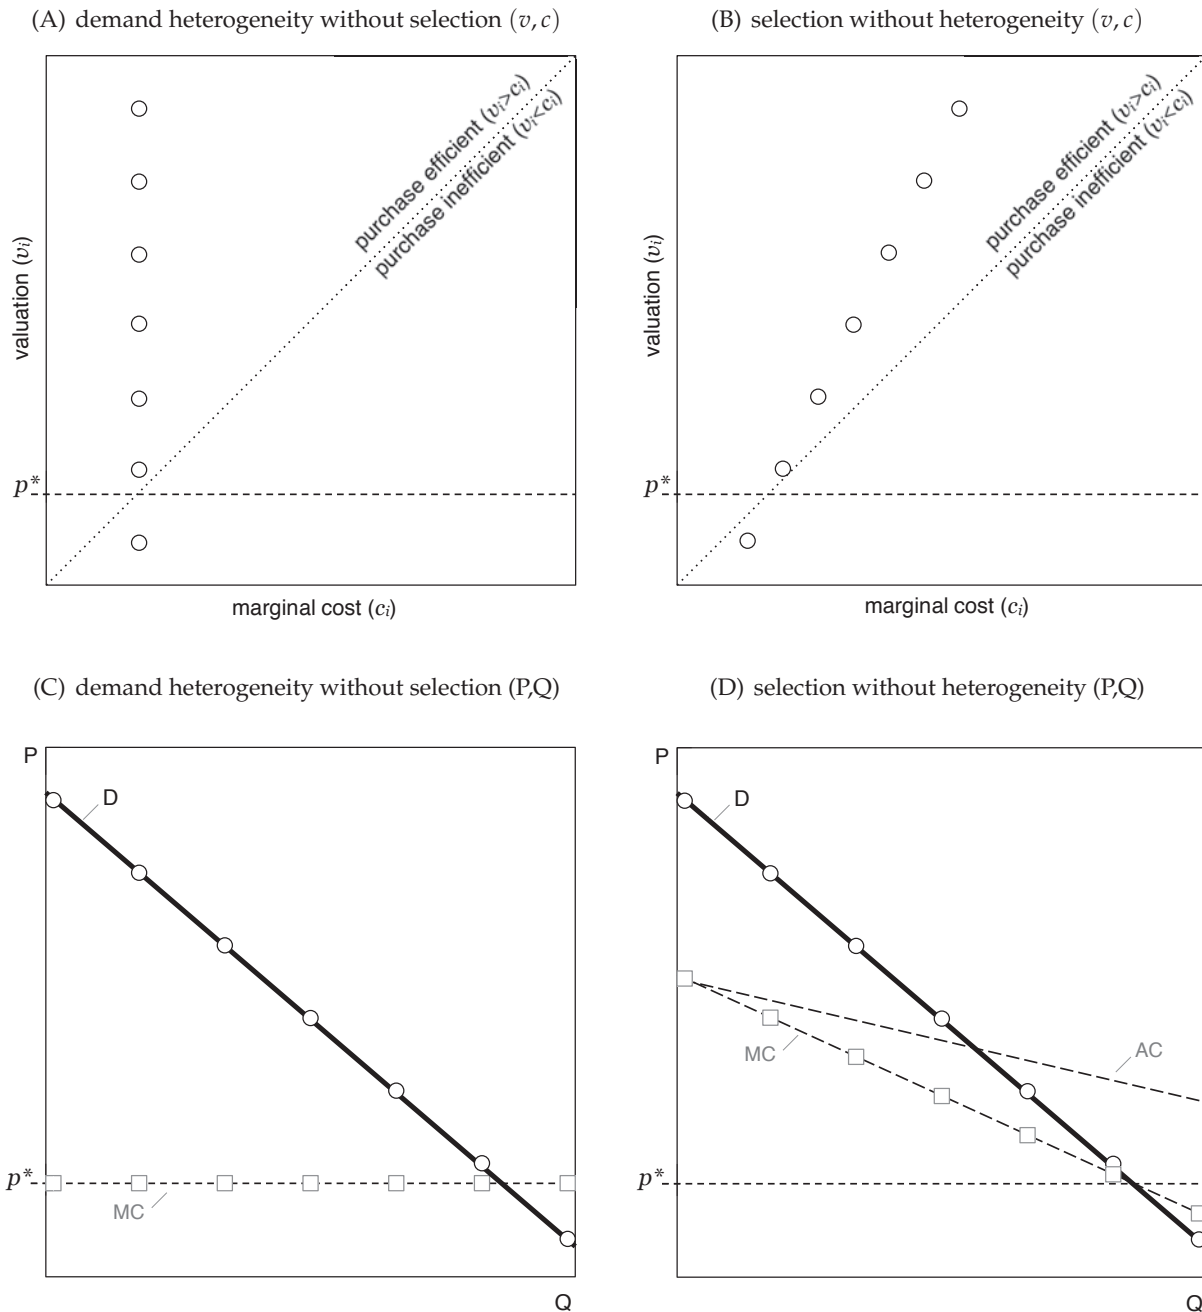 (A) demand heterogeneity without selection (v, c)
valuation (vᵢ)
purchase efficient (vᵢ>cᵢ)
purchase inefficient (vᵢ<cᵢ)
p*
marginal cost (cᵢ)
(B) selection without heterogeneity (v, c)
valuation (vᵢ)
purchase efficient (vᵢ>cᵢ)
purchase inefficient (vᵢ<cᵢ)
p*
marginal cost (cᵢ)
(C) demand heterogeneity without selection (P,Q)
P
D
p*
MC
Q
(D) selection without heterogeneity (P,Q)
P
D
MC
AC
p*
Q